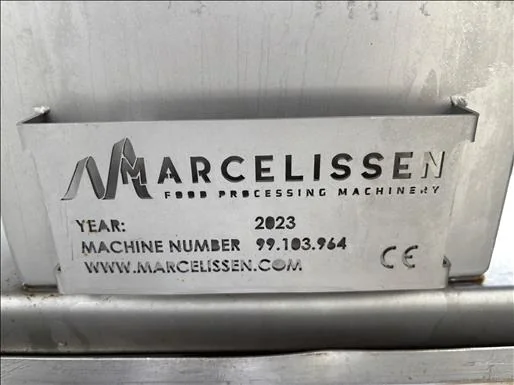 MARCELISSEN
FOOD PROCESSING MACHINERY
YEAR: 2023
MACHINE NUMBER 99.103.964
WWW.MARCELISSEN.COM CE